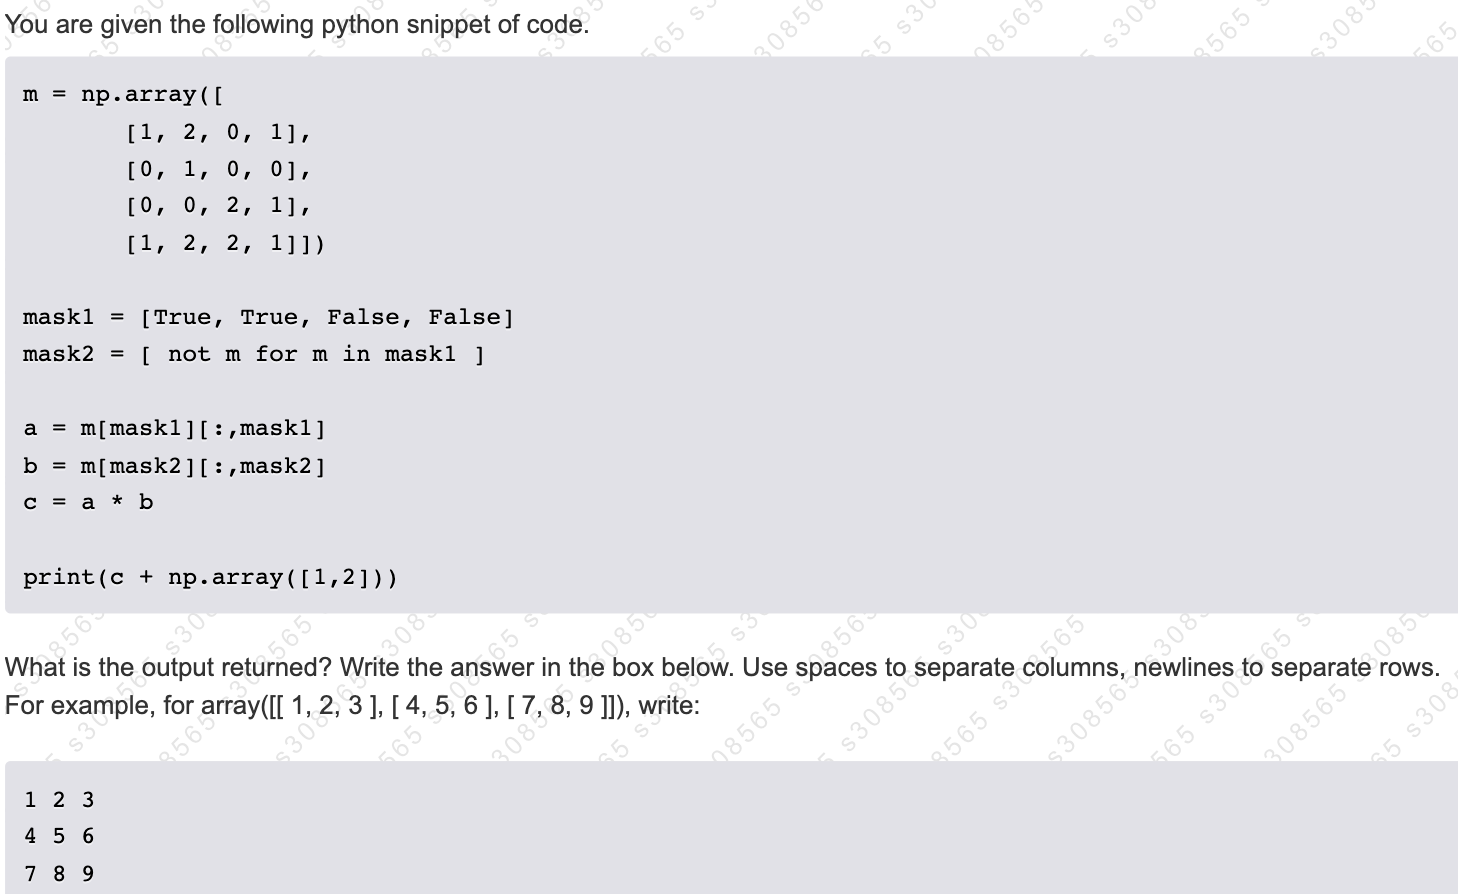 You are given the following python snippet of code.
m = np.array([
[1, 2, 0, 1],
[0, 1, 0, 0],
[0, 0, 2, 1],
[1, 2, 2, 1]])
mask1 = [True, True, False, False]
mask2 = [ not m for m in mask1 ]
a = m[mask1][:,mask1]
b = m[mask2][:,mask2]
c = a * b
print(c + np.array([1,2]))
What is the output returned? Write the answer in the box below. Use spaces to separate columns, newlines to separate rows.
For example, for array([[ 1, 2, 3 ], [ 4, 5, 6 ], [ 7, 8, 9 ]]), write:
1 2 3
4 5 6
7 8 9